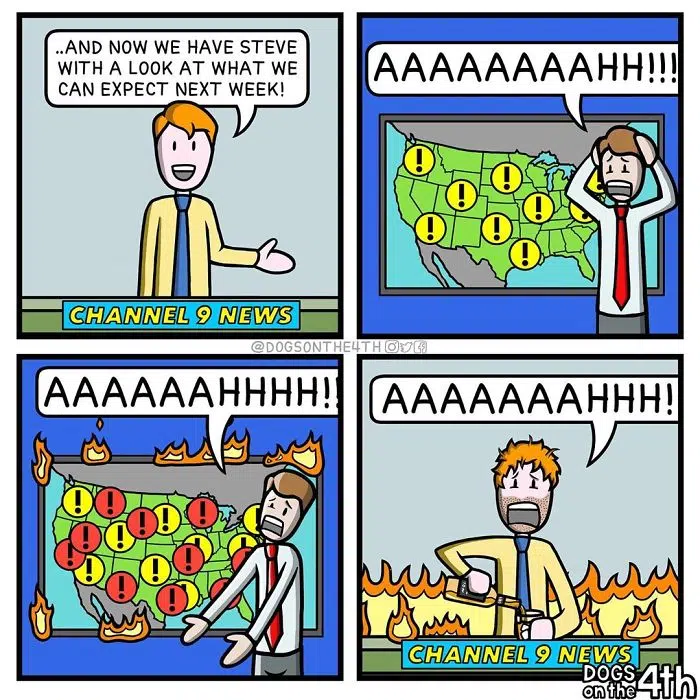 ..AND NOW WE HAVE STEVE
WITH A LOOK AT WHAT WE
CAN EXPECT NEXT WEEK!
CHANNEL 9 NEWS
AAAAAAAAHH!!!
! ! ! ! ! ! !
@DOGSONTHE4TH
AAAAAAHHHH!!
AAAAAAAHHH!
CHANNEL 9 NEWS
DOGS
on the 4th